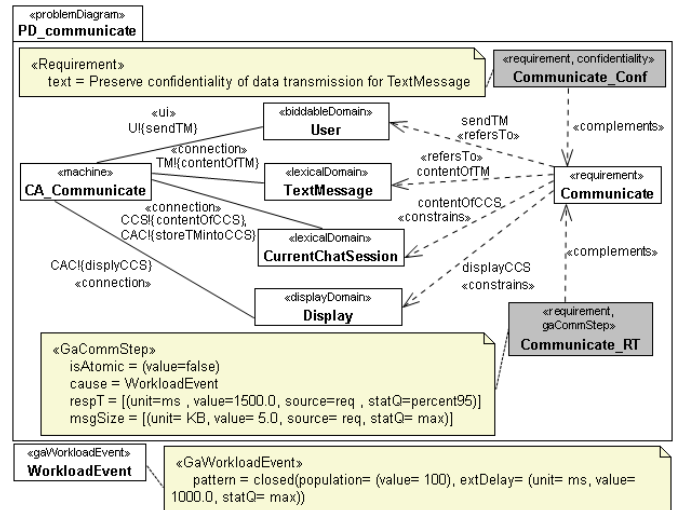 «problemDiagram»
PD_communicate
«Requirement»
text = Preserve confidentiality of data transmission for TextMessage
«requirement, confidentiality»
Communicate_Conf
«ui»
U!{sendTM}
«biddableDomain»
User
sendTM
«refersTo»
«complements»
«connection»
TM!{contentOfTM}
«machine»
CA_Communicate
«lexicalDomain»
TextMessage
«refersTo»
contentOfTM
«requirement»
Communicate
«connection»
CCS!{contentOfCCS},
CAC!{storeTMintoCCS}
«lexicalDomain»
CurrentChatSession
contentOfCCS
«constrains»
«complements»
CAC!{displyCCS}
«connection»
«displayDomain»
Display
displayCCS
«constrains»
«requirement,
gaCommStep»
Communicate_RT
«GaCommStep»
isAtomic = (value=false)
cause = WorkloadEvent
respT = [(unit=ms , value=1500.0, source=req , statQ=percent95)]
msgSize = [(unit= KB, value= 5.0, source= req, statQ= max)]
«gaWorkloadEvent»
WorkloadEvent
«GaWorkloadEvent»
pattern = closed(population= (value= 100), extDelay= (unit= ms, value=
1000.0, statQ= max))